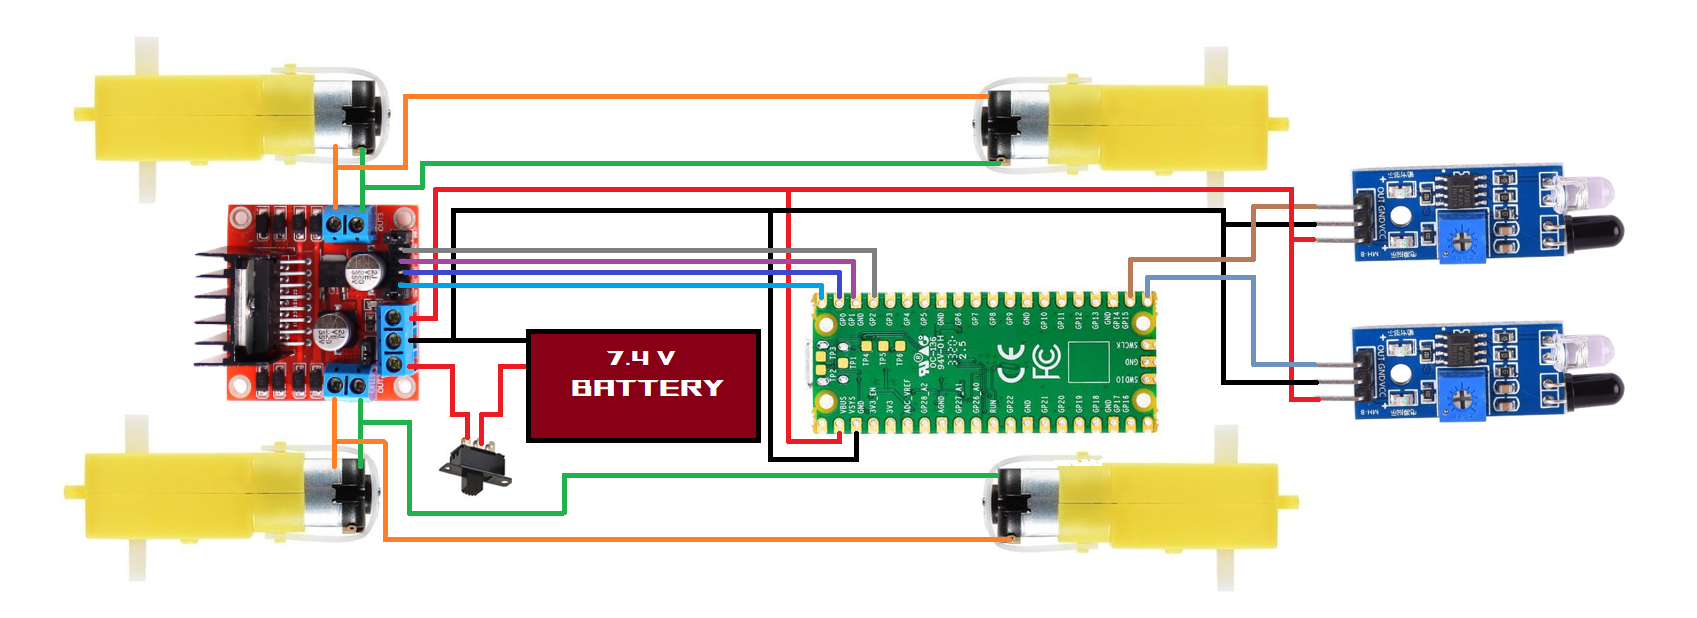 7.4 V
BATTERY
OUT3
OUT2
GP0
GP1
GND
GP2
GP3
GP4
GP5
GND
GP6
GP7
GP8
GP9
GND
GP10
GP11
GP12
GP13
GND
GP14
GP15
TP3
TP2
TP1
TP4
TP5
TP6
CE
FC
SWCLK
GND
SWDIO
VBUS
VSYS
GND
3V3_EN
3V3
ADC_VREF
GP28_A2
AGND
GP27_A1
GP26_A0
RUN
GP22
GND
GP21
GP20
GP19
GP18
GND
GP17
GP16
+
OUT GND VCC
+
MH-B
+
OUT GND VCC
+
MH-B